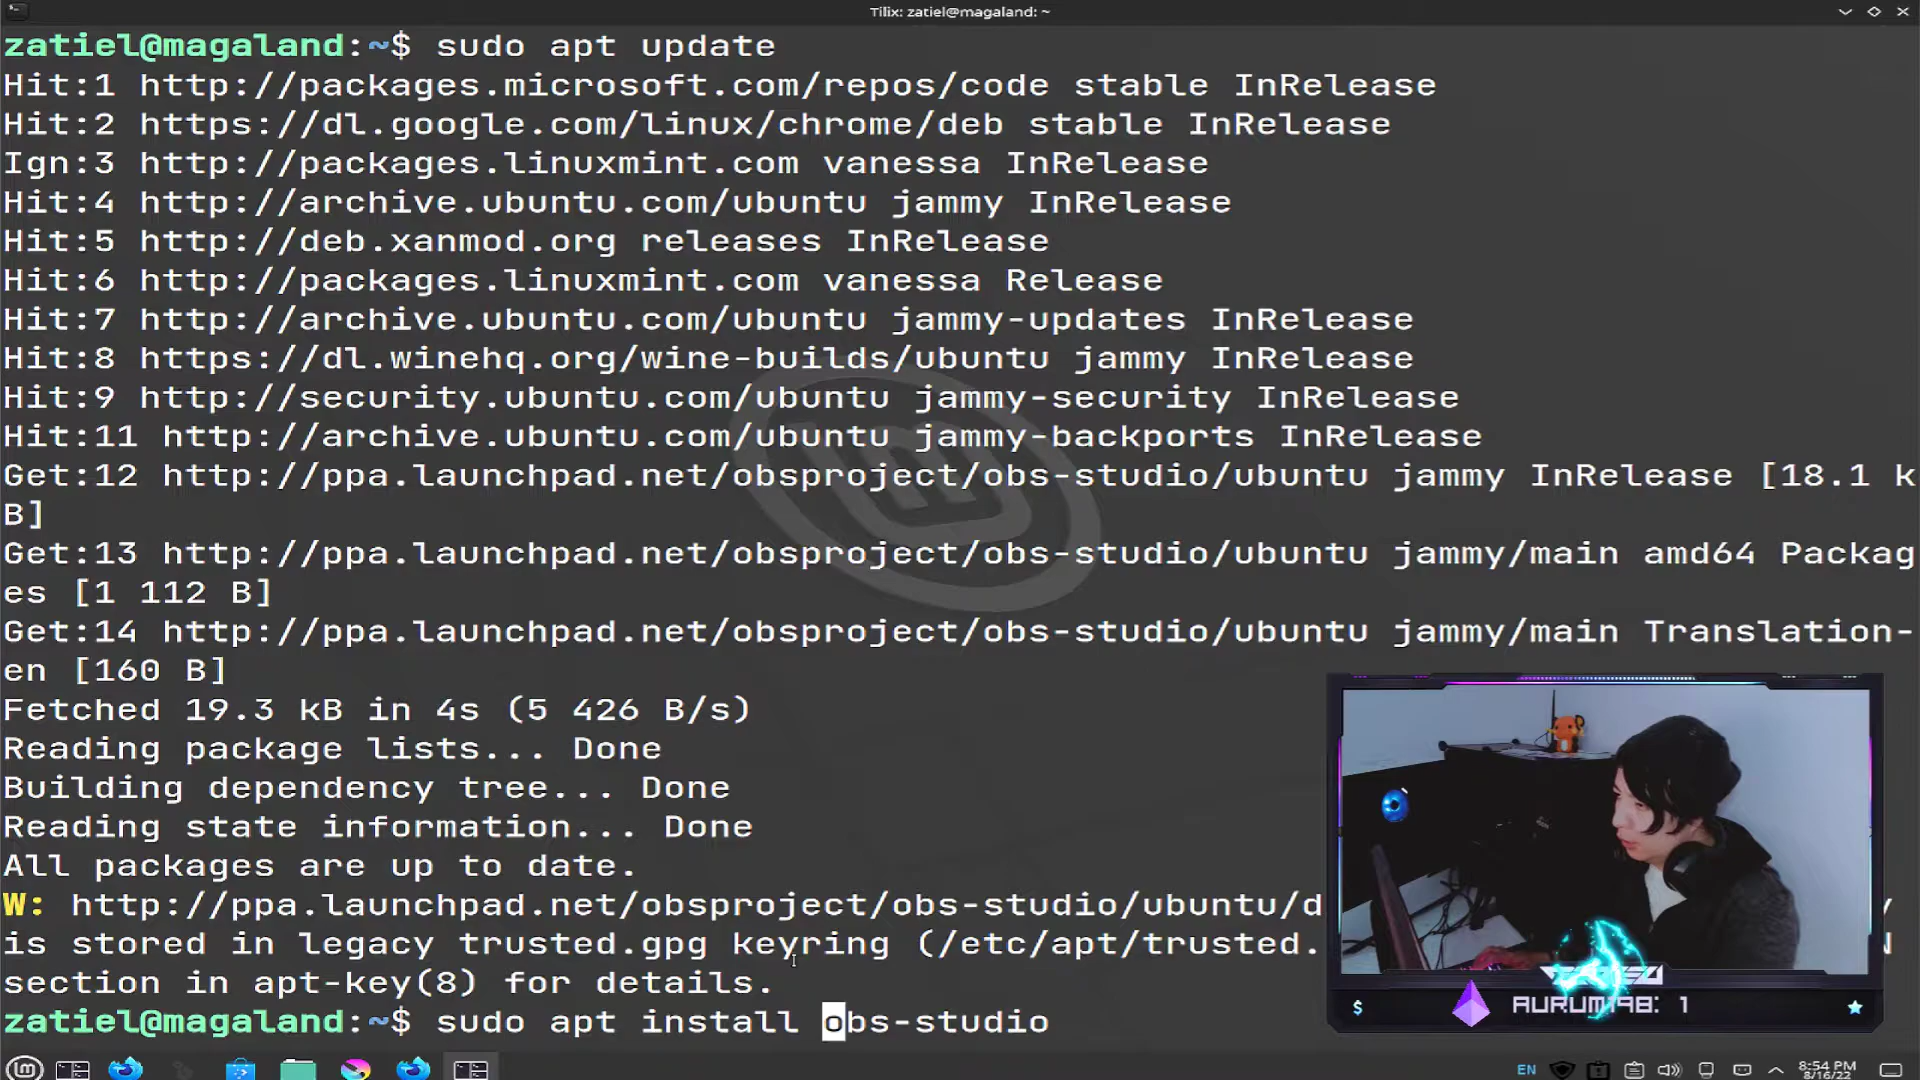 Tilix: zatiel@magaland: ~
zatiel@magaland:~$ sudo apt update
Hit:1 http://packages.microsoft.com/repos/code stable InRelease
Hit:2 https://dl.google.com/linux/chrome/deb stable InRelease
Ign:3 http://packages.linuxmint.com vanessa InRelease
Hit:4 http://archive.ubuntu.com/ubuntu jammy InRelease
Hit:5 http://deb.xanmod.org releases InRelease
Hit:6 http://packages.linuxmint.com vanessa Release
Hit:7 http://archive.ubuntu.com/ubuntu jammy-updates InRelease
Hit:8 https://dl.winehq.org/wine-builds/ubuntu jammy InRelease
Hit:9 http://security.ubuntu.com/ubuntu jammy-security InRelease
Hit:11 http://archive.ubuntu.com/ubuntu jammy-backports InRelease
Get:12 http://ppa.launchpad.net/obsproject/obs-studio/ubuntu jammy InRelease [18.1 k
B]
Get:13 http://ppa.launchpad.net/obsproject/obs-studio/ubuntu jammy/main amd64 Packag
es [1 112 B]
Get:14 http://ppa.launchpad.net/obsproject/obs-studio/ubuntu jammy/main Translation-
en [160 B]
Fetched 19.3 kB in 4s (5 426 B/s)
Reading package lists... Done
Building dependency tree... Done
Reading state information... Done
All packages are up to date.
W: http://ppa.launchpad.net/obsproject/obs-studio/ubuntu/d
is stored in legacy trusted.gpg keyring (/etc/apt/trusted.
section in apt-key(8) for details.
zatiel@magaland:~$ sudo apt install obs-studio
$ AURUM198: 1
EN
8:54 PM
8/16/22